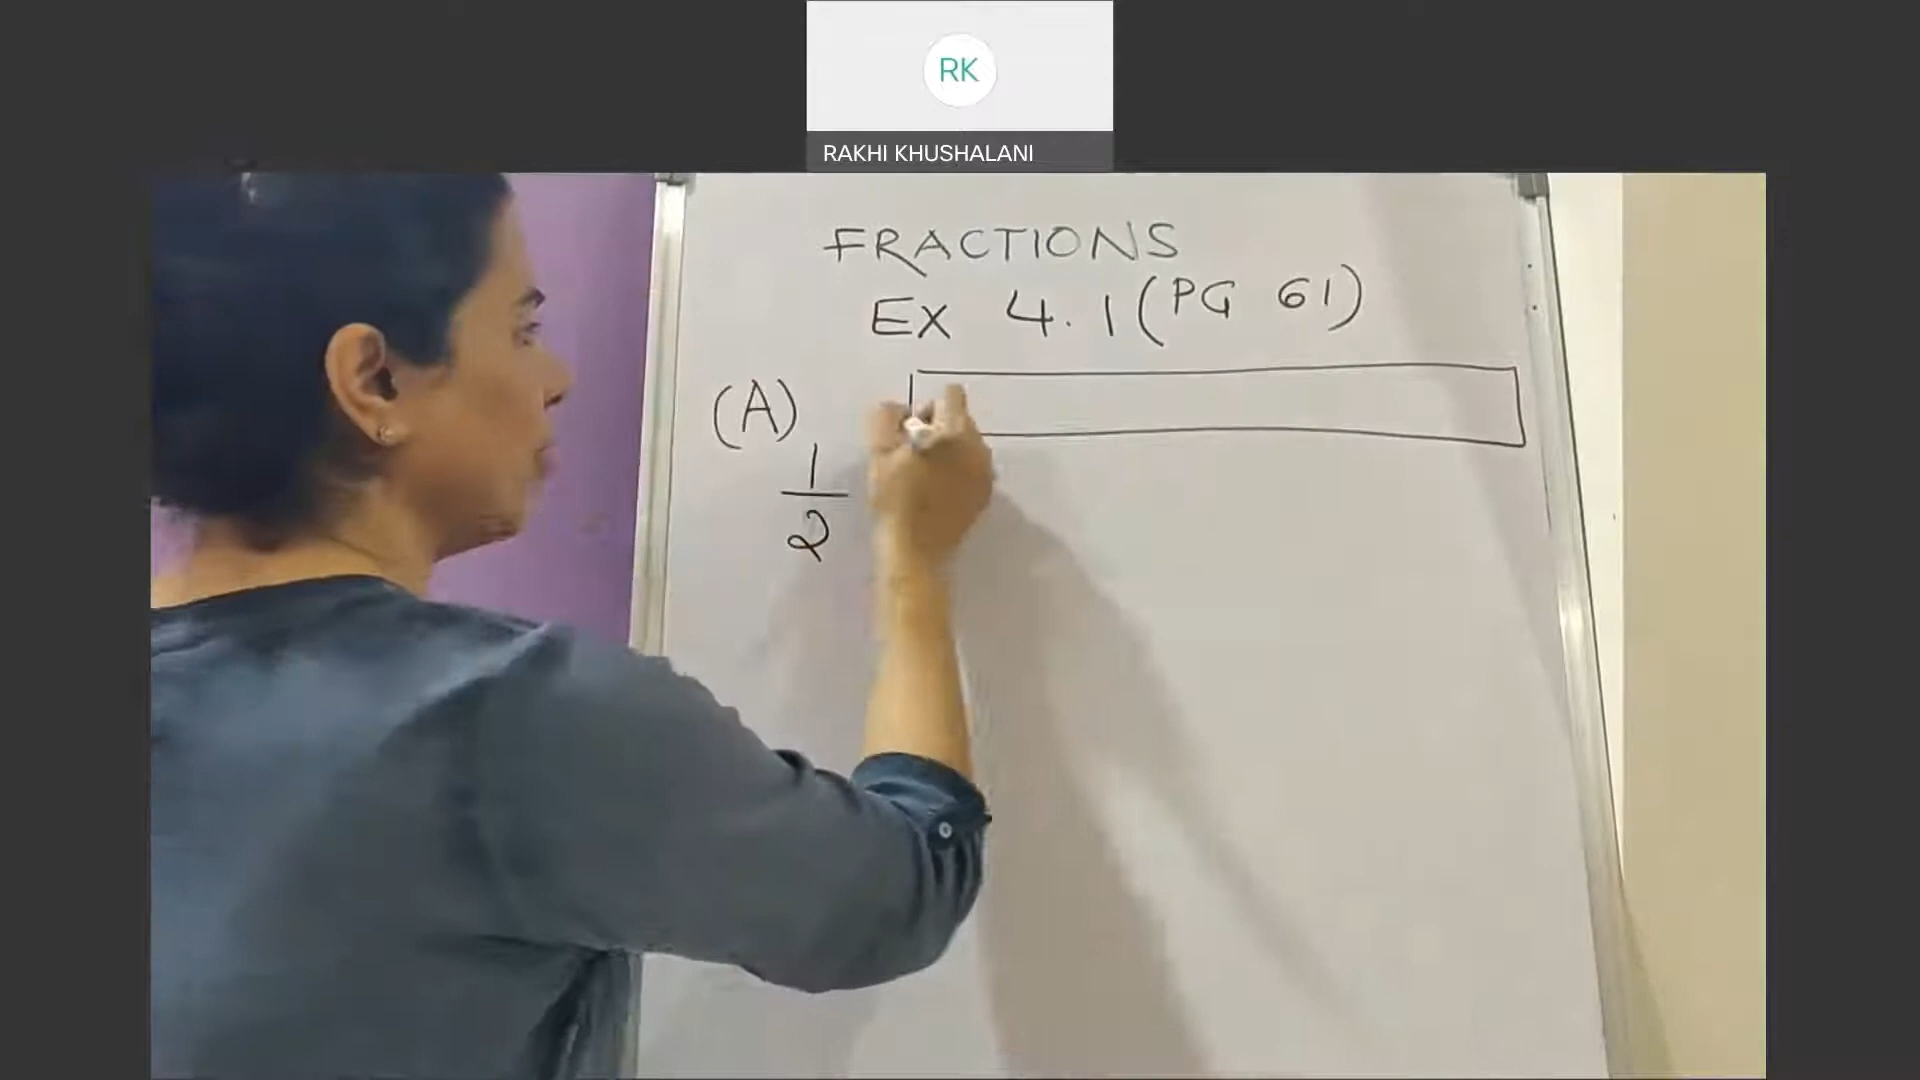 RK
RAKHI KHUSHALANI
FRACTIONS
EX 4.1 (PG 61)
(A)
1
2